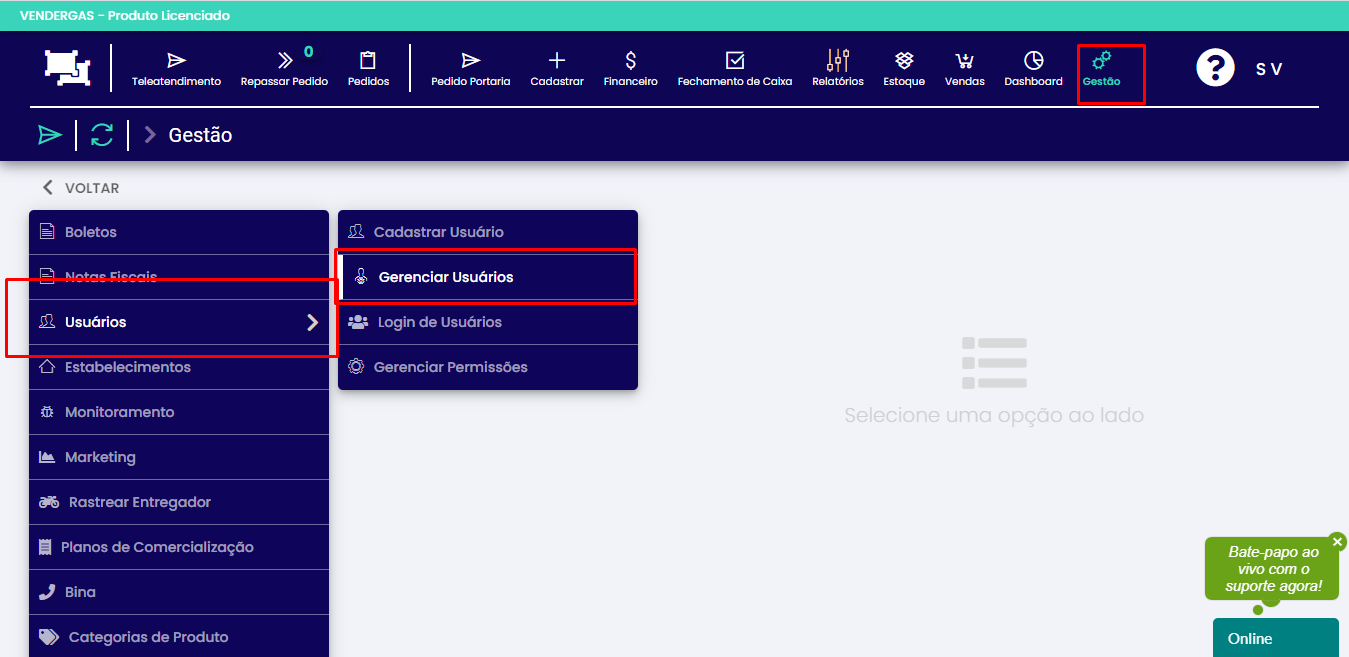 VENDERGAS - Produto Licenciado
0
Teleatendimento
Repassar Pedido
Pedidos
Pedido Portaria
Cadastrar
Financeiro
Fechamento de Caixa
Relatórios
Estoque
Vendas
Dashboard
Gestão
?
S V
Gestão
VOLTAR
Boletos
Notas Fiscais
Usuários
Estabelecimentos
Monitoramento
Marketing
Rastrear Entregador
Planos de Comercialização
Bina
Categorias de Produto
Cadastrar Usuário
Gerenciar Usuários
Login de Usuários
Gerenciar Permissões
Selecione uma opção ao lado
Bate-papo ao
vivo com o
suporte agora!
Online